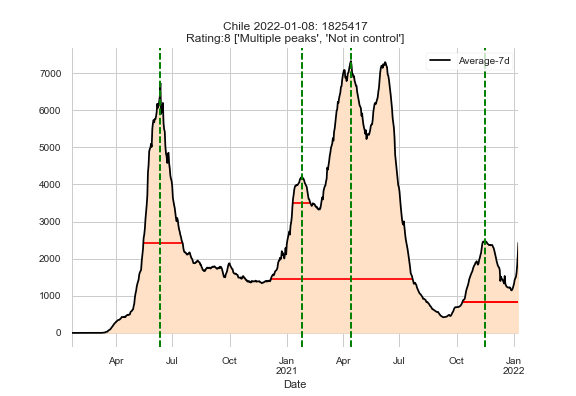 Chile 2022-01-08: 1825417
Rating:8 ['Multiple peaks', 'Not in control']
Average-7d
7000
6000
5000
4000
3000
2000
1000
0
Apr Jul Oct Jan Apr Jul Oct Jan
2021 2022
Date